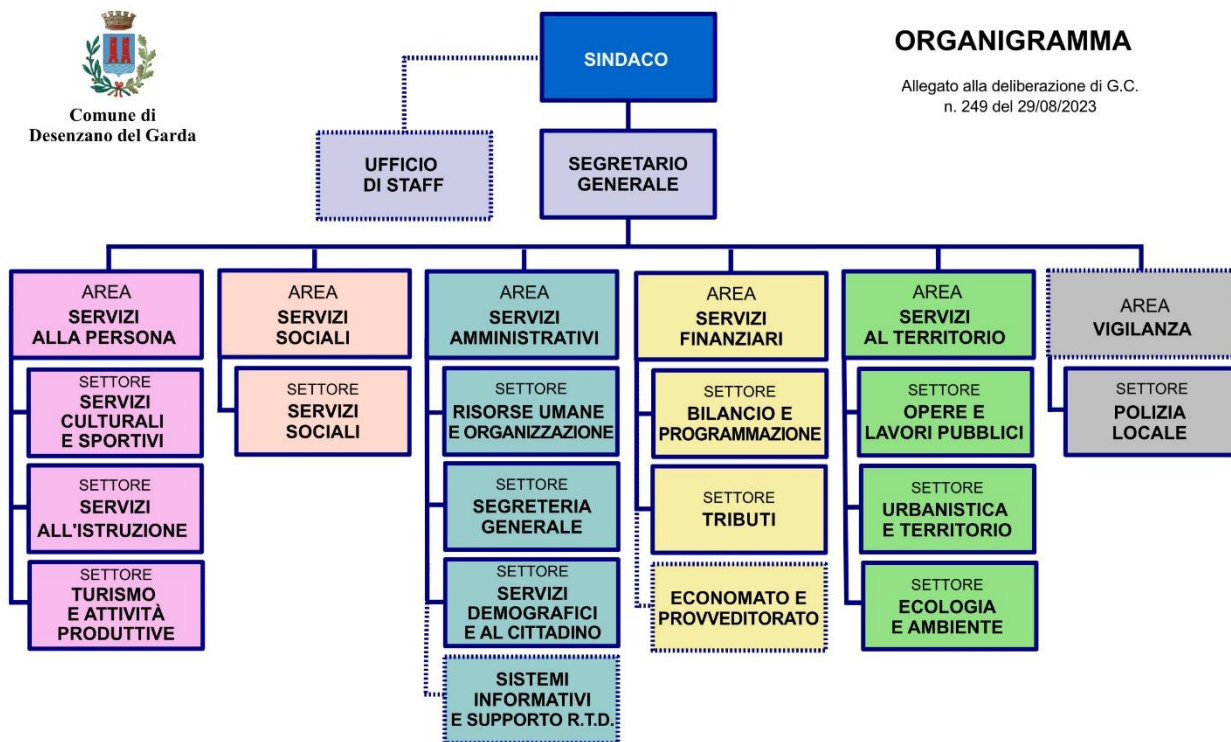 Comune di
Desenzano del Garda
SINDACO
ORGANIGRAMMA
Allegato alla deliberazione di G.C.
n. 249 del 29/08/2023
UFFICIO
DI STAFF
SEGRETARIO
GENERALE
AREA
SERVIZI
ALLA PERSONA
SETTORE
SERVIZI
CULTURALI
E SPORTIVI
SETTORE
SERVIZI
ALL'ISTRUZIONE
SETTORE
TURISMO
E ATTIVITÀ
PRODUTTIVE
AREA
SERVIZI
SOCIALI
SETTORE
SERVIZI
SOCIALI
AREA
SERVIZI
AMMINISTRATIVI
SETTORE
RISORSE UMANE
E ORGANIZZAZIONE
SETTORE
SEGRETERIA
GENERALE
SETTORE
SERVIZI
DEMOGRAFICI
E AL CITTADINO
SISTEMI
INFORMATIVI
E SUPPORTO R.T.D.
AREA
SERVIZI
FINANZIARI
SETTORE
BILANCIO E
PROGRAMMAZIONE
SETTORE
TRIBUTI
ECONOMATO E
PROVVEDITORATO
AREA
SERVIZI
AL TERRITORIO
SETTORE
OPERE E
LAVORI PUBBLICI
SETTORE
URBANISTICA
E TERRITORIO
SETTORE
ECOLOGIA
E AMBIENTE
AREA
VIGILANZA
SETTORE
POLIZIA
LOCALE